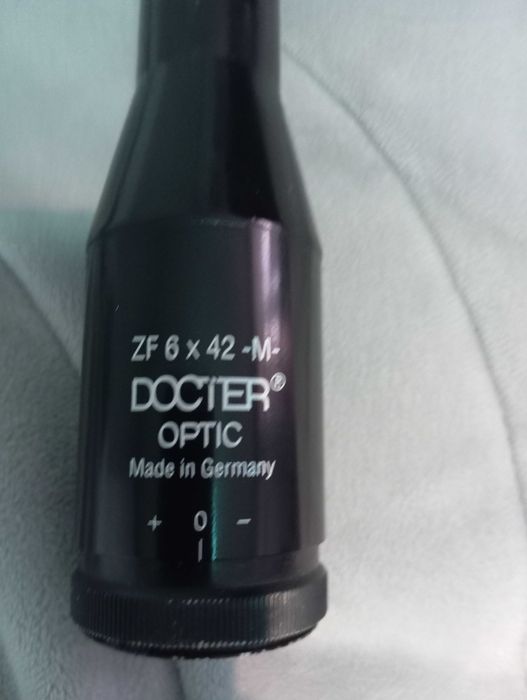 ZF 6 x 42 -M-
DOCTER®
OPTIC
Made in Germany
+ 0 -